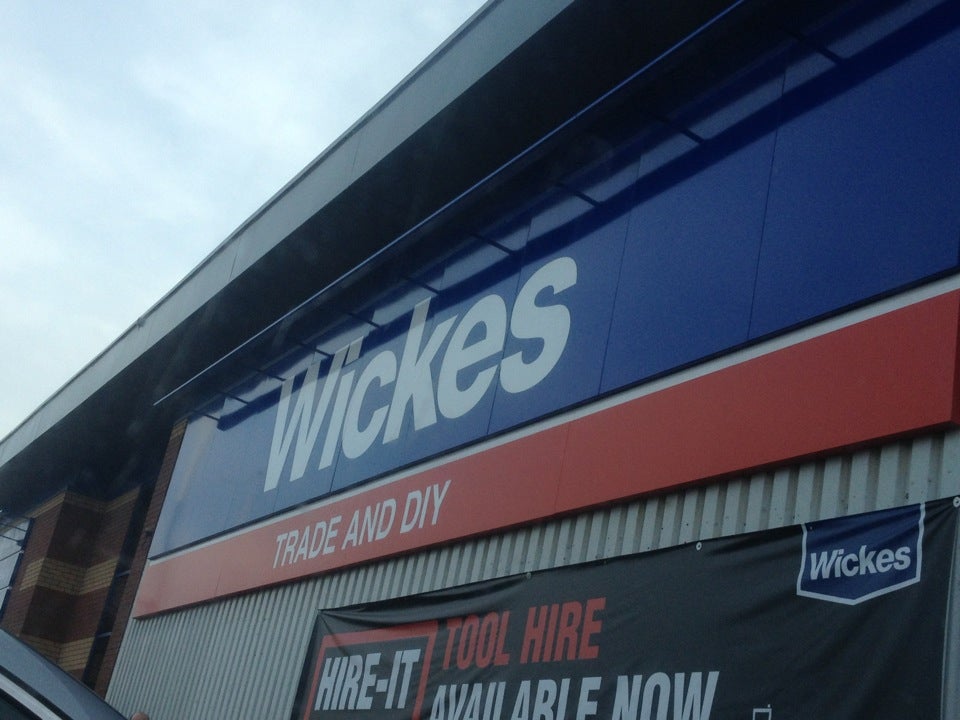 Wickes
TRADE AND DIY
Wickes
HIRE-IT
TOOL HIRE
AVAILABLE NOW